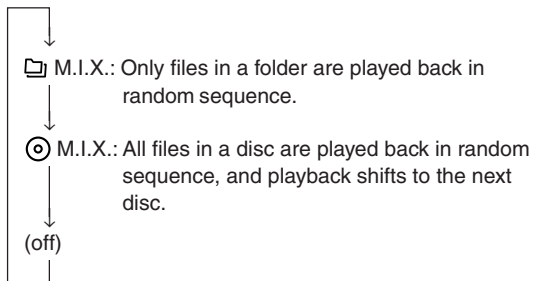 M.I.X.: Only files in a folder are played back in
random sequence.
M.I.X.: All files in a disc are played back in random
sequence, and playback shifts to the next
disc.
(off)